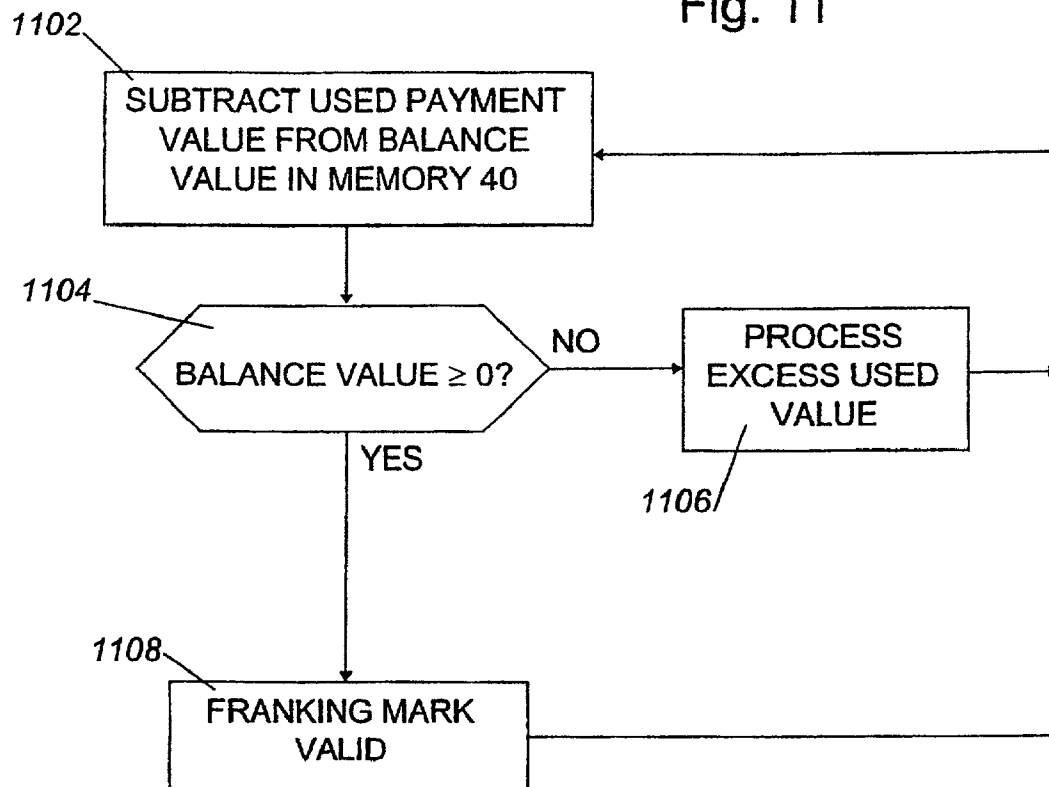 Fig. 11
1102
SUBTRACT USED PAYMENT
VALUE FROM BALANCE
VALUE IN MEMORY 40
1104
BALANCE VALUE ≥ 0?
NO
PROCESS
EXCESS USED
VALUE
YES
1106
1108
FRANKING MARK
VALID